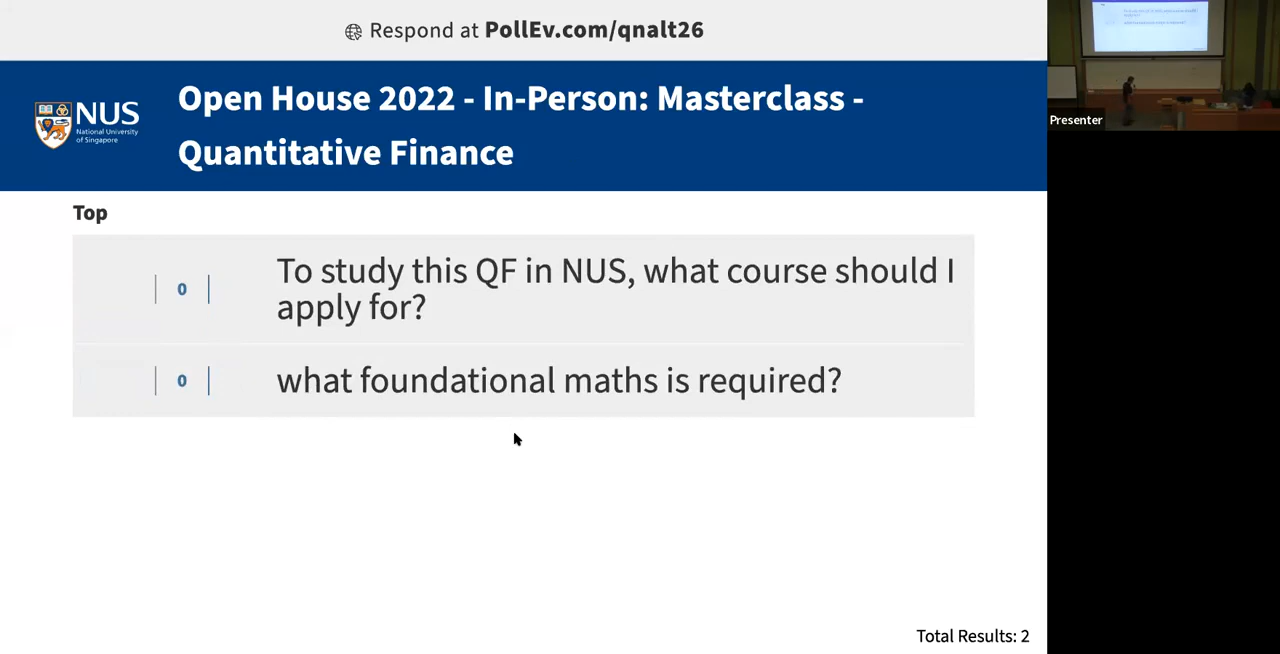 Respond at PollEv.com/qnalt26
NUS
National University
of Singapore
Open House 2022 - In-Person: Masterclass -
Quantitative Finance
Top
0
To study this QF in NUS, what course should I
apply for?
0
what foundational maths is required?
Total Results: 2
Presenter